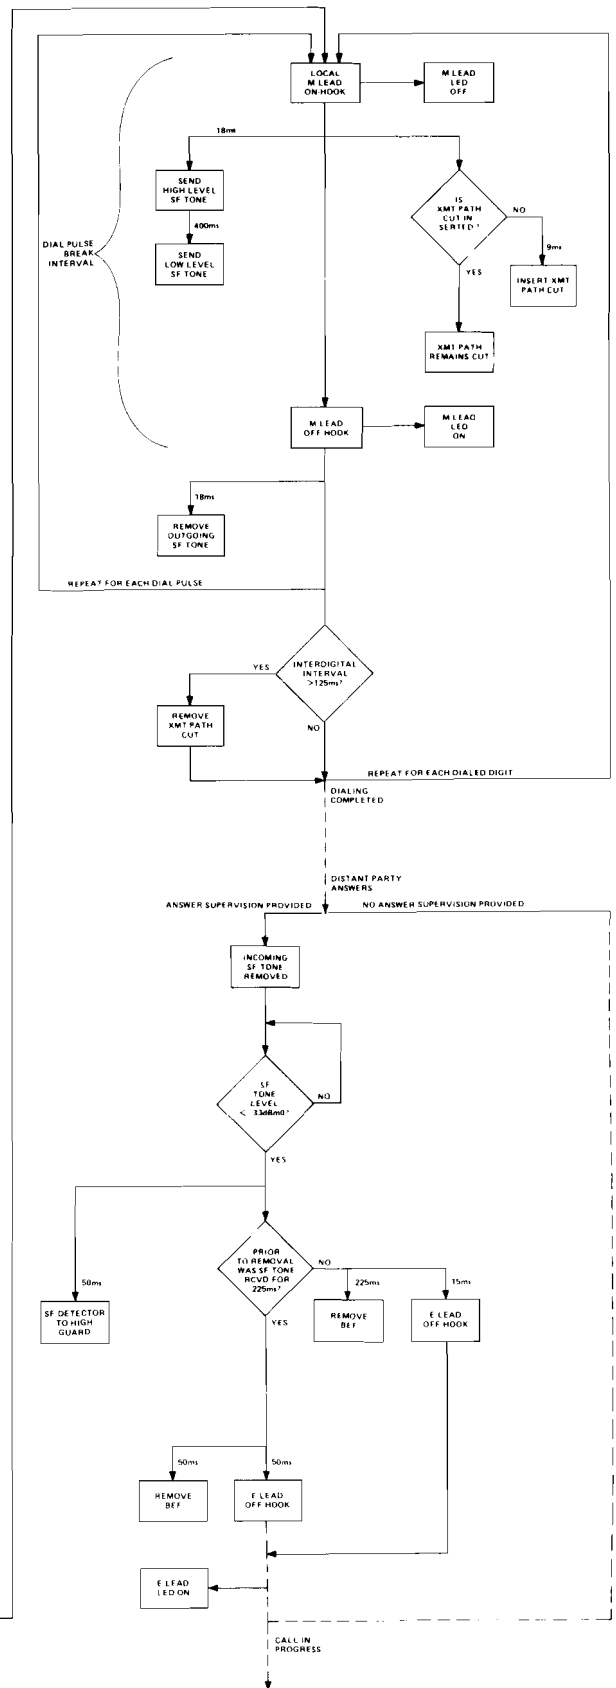 LOCAL
M LEAD
ON-HOOK
M LEAD
LED
OFF
18ms
SEND
HIGH LEVEL
SF TONE
IS
XMT PATH
CUT IN
SERTED?
NO
400ms
9ms
DIAL PULSE
BREAK
INTERVAL
SEND
LOW LEVEL
SF TONE
YES
INSERT XMT
PATH CUT
XMT PATH
REMAINS CUT
M LEAD
OFF HOOK
M LEAD
LED
ON
18ms
REMOVE
OUTGOING
SF TONE
REPEAT FOR EACH DIAL PULSE
YES
INTERDIGITAL
INTERVAL
>125ms?
REMOVE
XMT PATH
CUT
NO
REPEAT FOR EACH DIALED DIGIT
DIALING
COMPLETED
DISTANT PARTY
ANSWERS
ANSWER SUPERVISION PROVIDED
NO ANSWER SUPERVISION PROVIDED
INCOMING
SF TONE
REMOVED
SF
TONE
LEVEL
< 33dBm0?
NO
YES
50ms
SF DETECTOR
TO HIGH
GUARD
PRIOR
TO REMOVAL
WAS SF TONE
RCVD FOR
225ms?
NO
225ms
15ms
REMOVE
BEF
E LEAD
OFF HOOK
YES
50ms
50ms
REMOVE
BEF
E LEAD
OFF HOOK
E LEAD
LED ON
CALL IN
PROGRESS